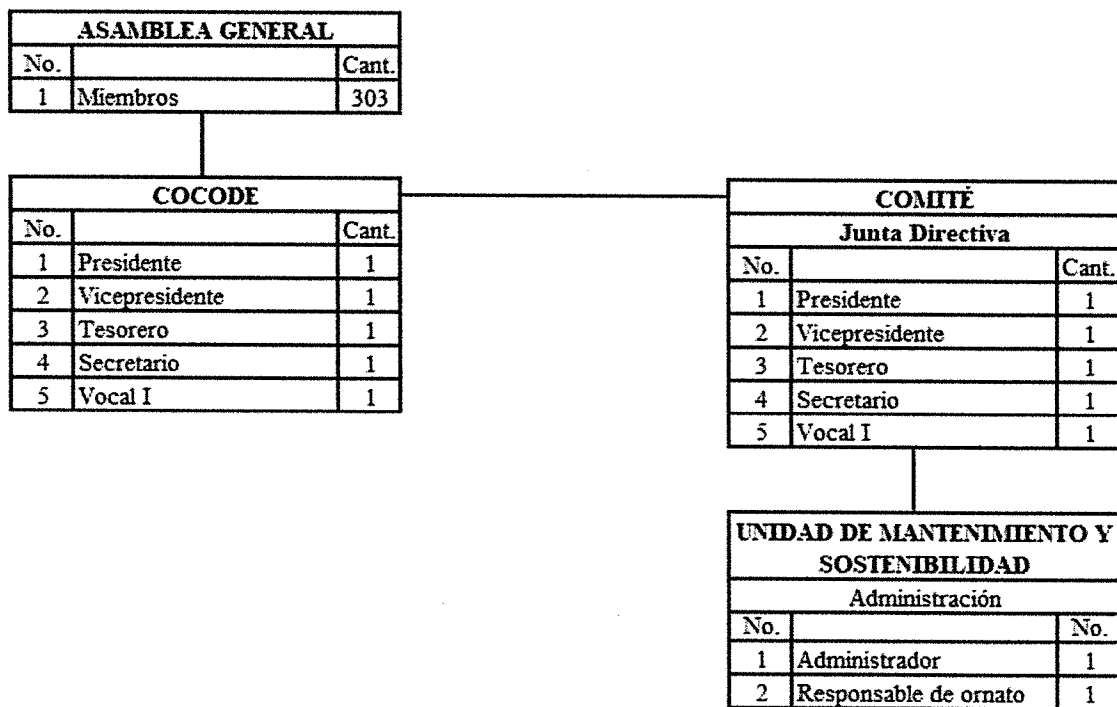 ASAMBLEA GENERAL
No. Cant.
1 Miembros 303
COCODE
No. Cant.
1 Presidente 1
2 Vicepresidente 1
3 Tesorero 1
4 Secretario 1
5 Vocal I 1
COMITÉ
Junta Directiva
No. Cant.
1 Presidente 1
2 Vicepresidente 1
3 Tesorero 1
4 Secretario 1
5 Vocal I 1
UNIDAD DE MANTENIMIENTO Y
SOSTENIBILIDAD
Administración
No. No.
1 Administrador 1
2 Responsable de ornato 1